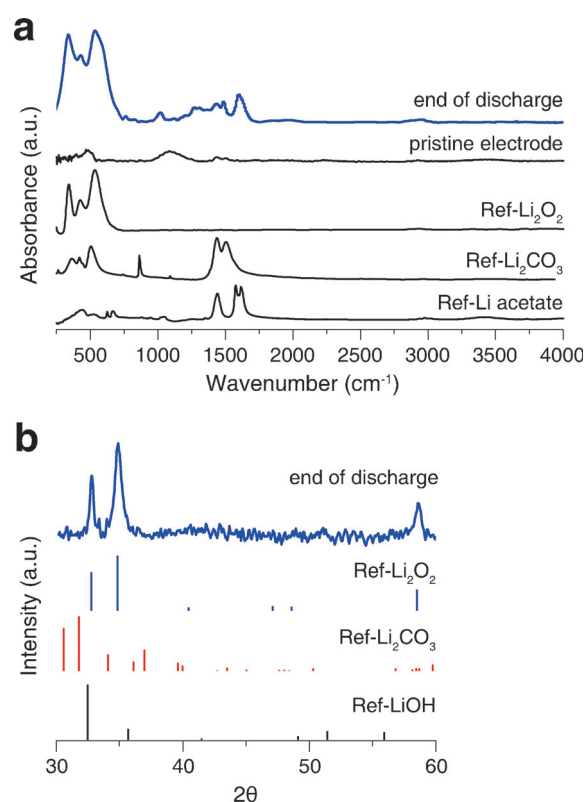 a
Absorbance (a.u.)
end of discharge
pristine electrode
Ref-Li₂O₂
Ref-Li₂CO₃
Ref-Li acetate
500 1000 1500 2000 2500 3000 3500 4000
Wavenumber (cm⁻¹)
b
Intensity (a.u.)
end of discharge
Ref-Li₂O₂
Ref-Li₂CO₃
Ref-LiOH
30 40 50 60
2θ